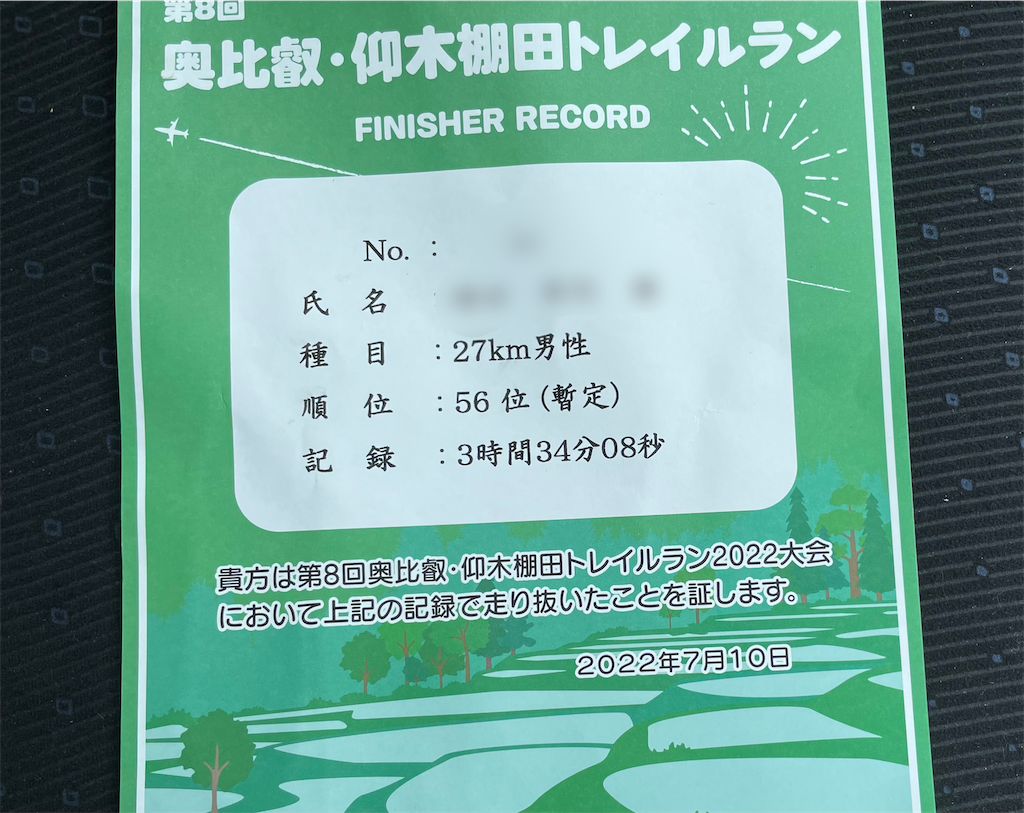 第8回
奥比叡・仰木棚田トレイルラン
FINISHER RECORD
No. :
氏 名
種 目 : 27km男性
順 位 : 56 位 (暫定)
記 録 : 3時間34分08秒
貴方は第8回奥比叡・仰木棚田トレイルラン2022大会
において上記の記録で走り抜いたことを証します。
2022年7月10日